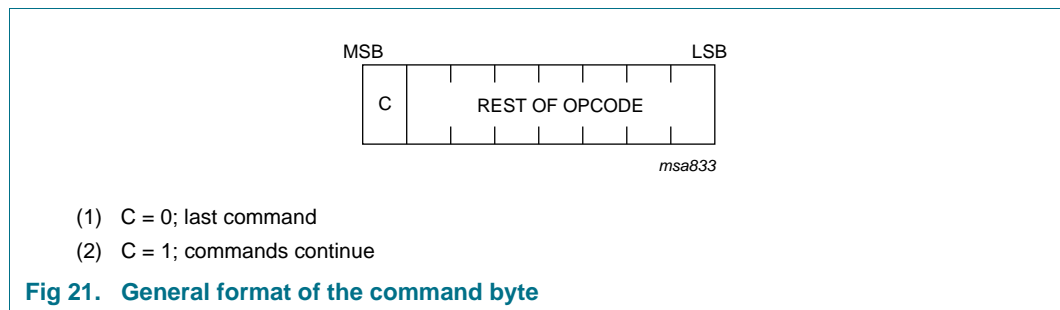 MSB LSB
C REST OF OPCODE
msa833
(1) C = 0; last command
(2) C = 1; commands continue
Fig 21. General format of the command byte